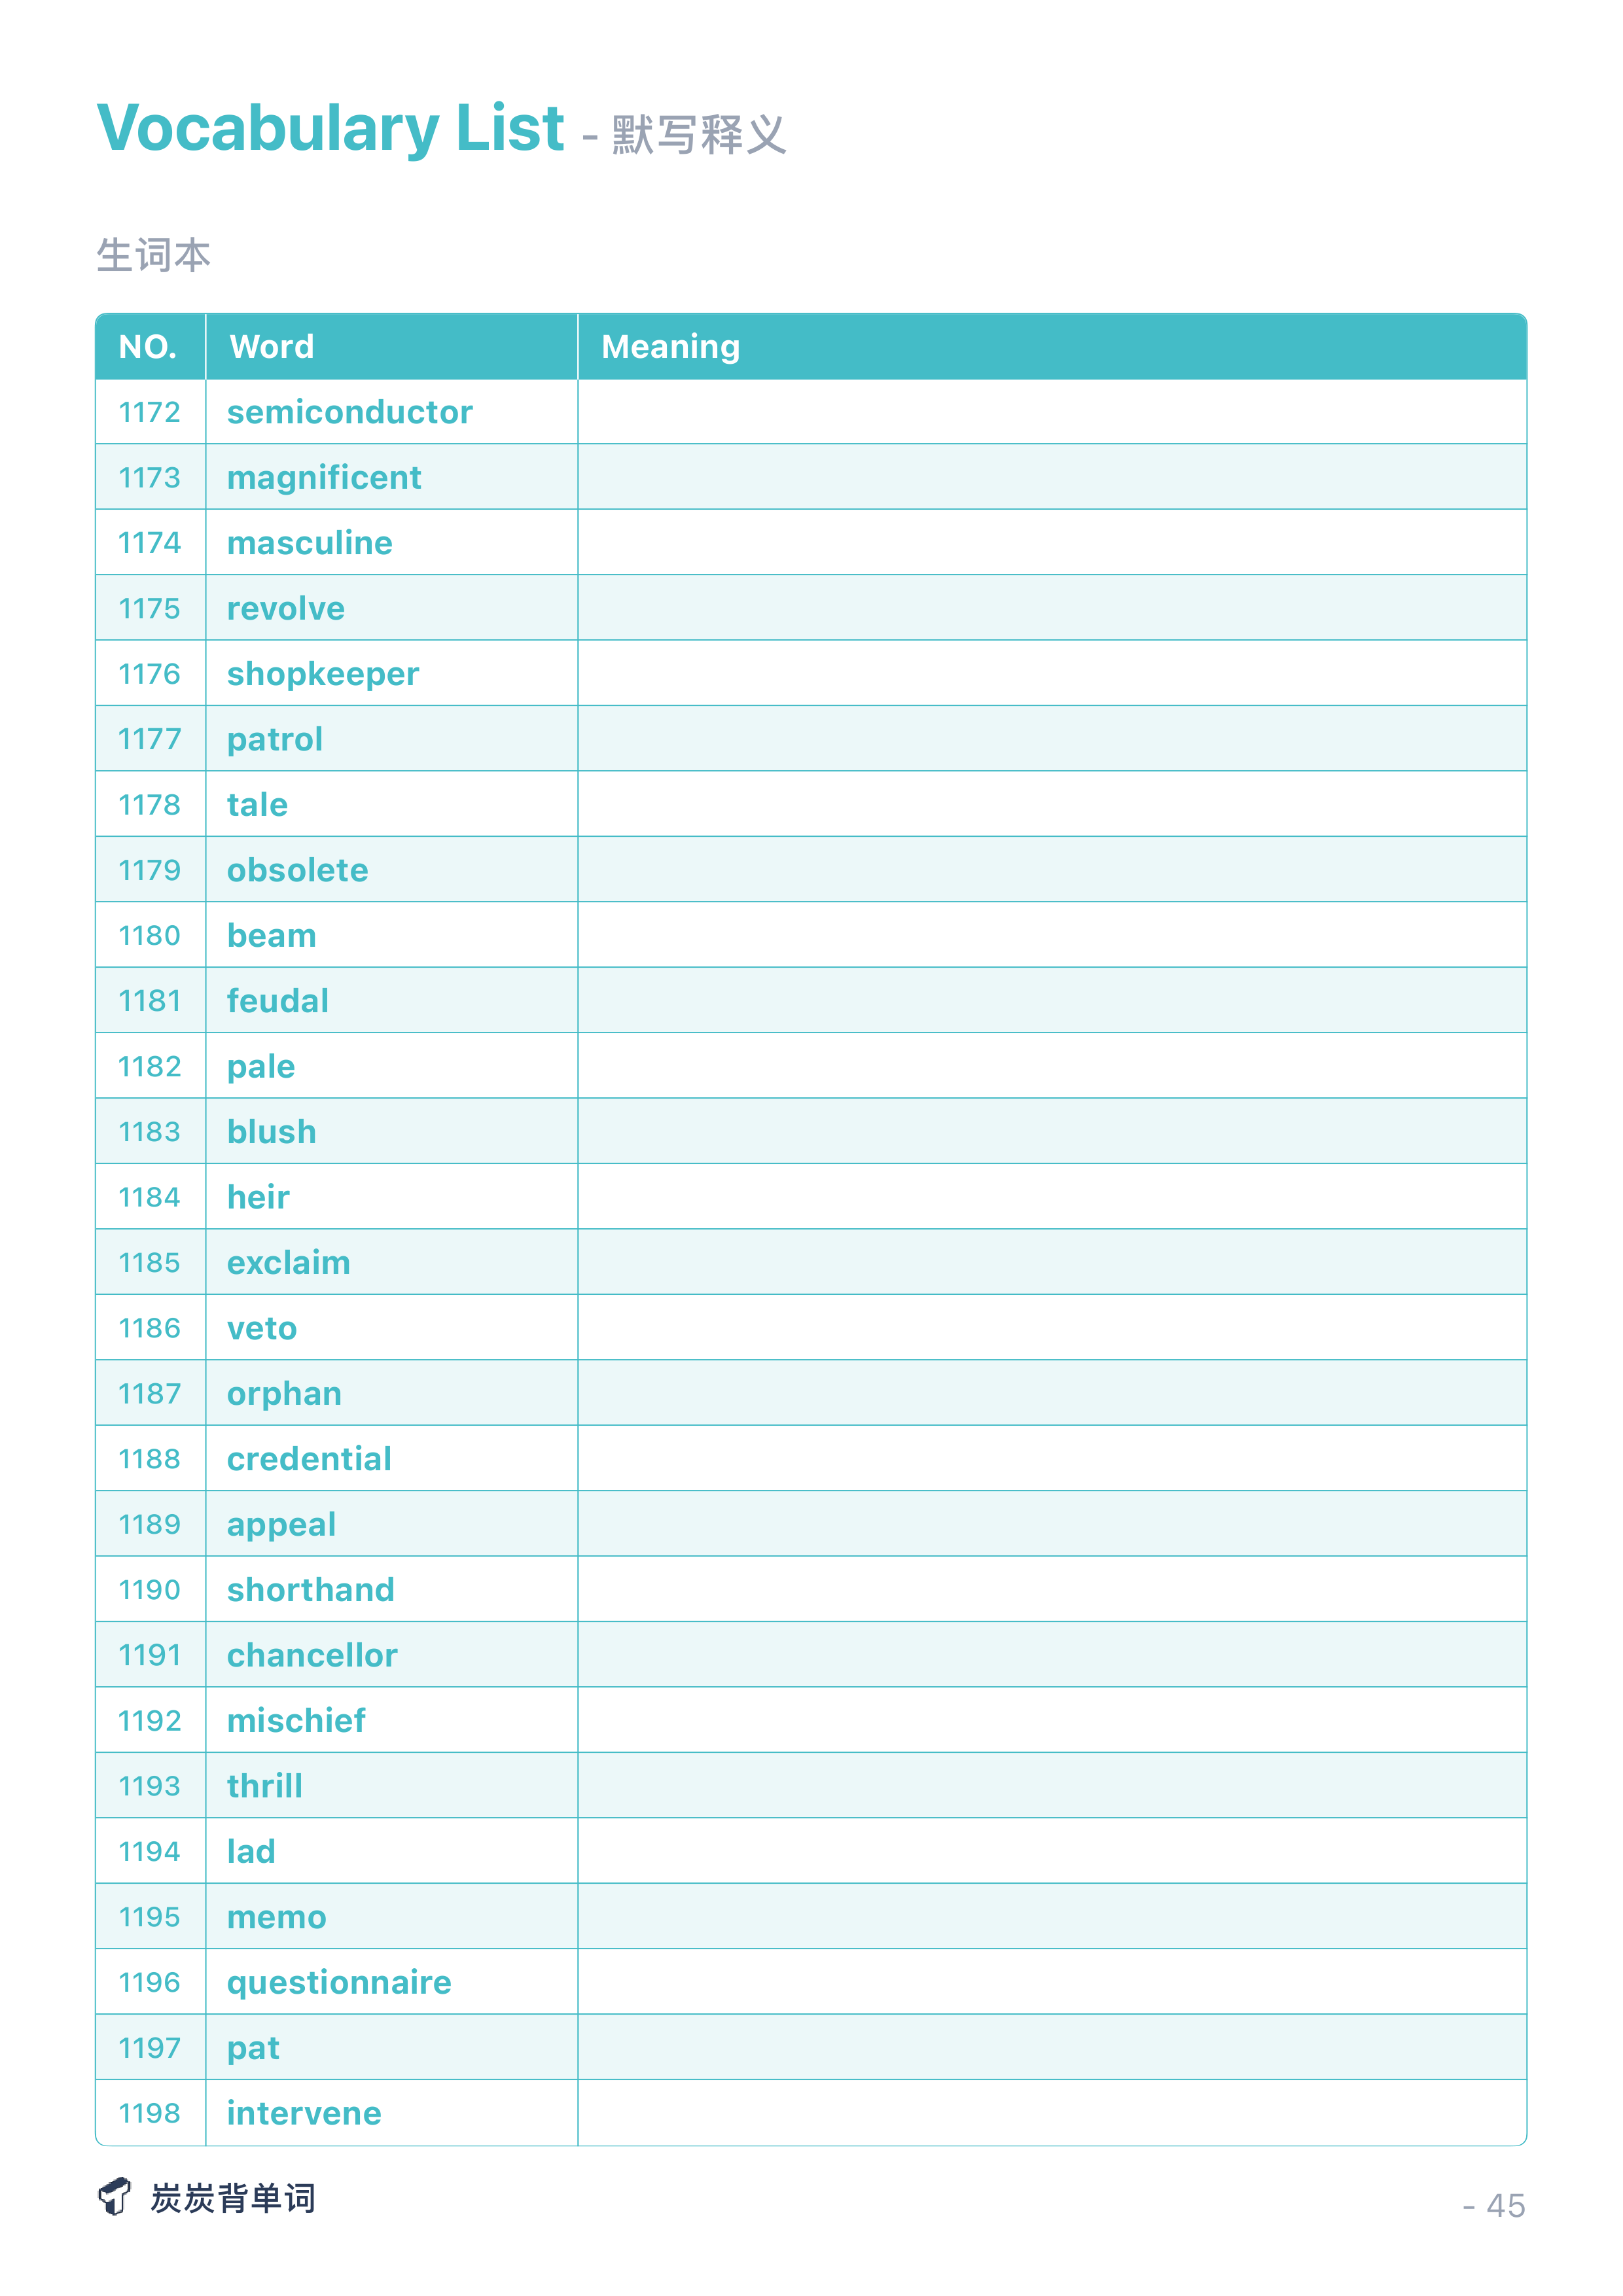 Vocabulary List - 默写释义
生词本
NO. Word Meaning
1172 semiconductor
1173 magnificent
1174 masculine
1175 revolve
1176 shopkeeper
1177 patrol
1178 tale
1179 obsolete
1180 beam
1181 feudal
1182 pale
1183 blush
1184 heir
1185 exclaim
1186 veto
1187 orphan
1188 credential
1189 appeal
1190 shorthand
1191 chancellor
1192 mischief
1193 thrill
1194 lad
1195 memo
1196 questionnaire
1197 pat
1198 intervene
炭炭背单词
- 45